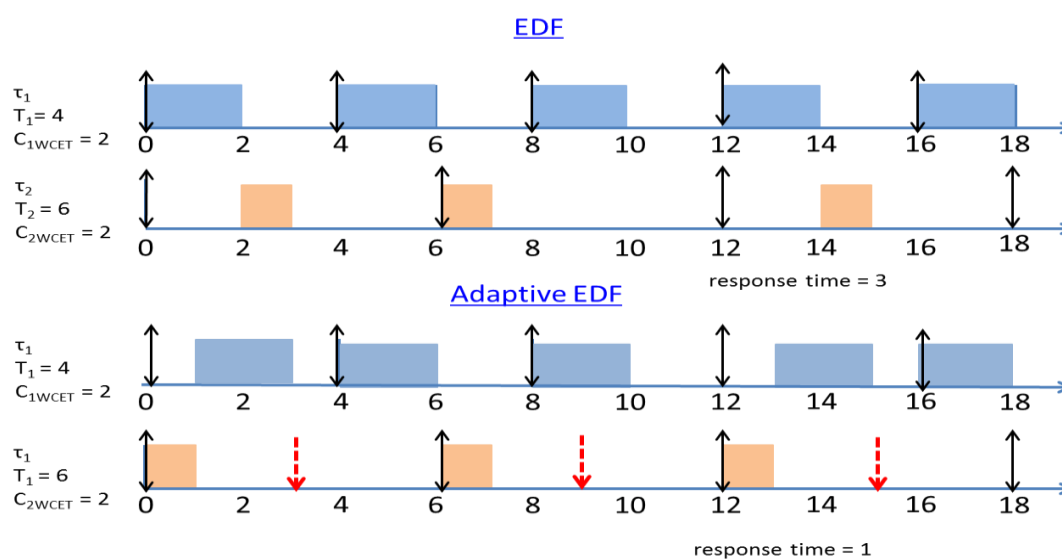 EDF
τ1
T1= 4
C1WCET = 2
0 2 4 6 8 10 12 14 16 18
τ2
T2 = 6
C2WCET = 2
0 2 4 6 8 10 12 14 16 18
response time = 3
Adaptive EDF
τ1
T1 = 4
C1WCET = 2
0 2 4 6 8 10 12 14 16 18
τ1
T1 = 6
C2WCET = 2
0 2 4 6 8 10 12 14 16 18
response time = 1